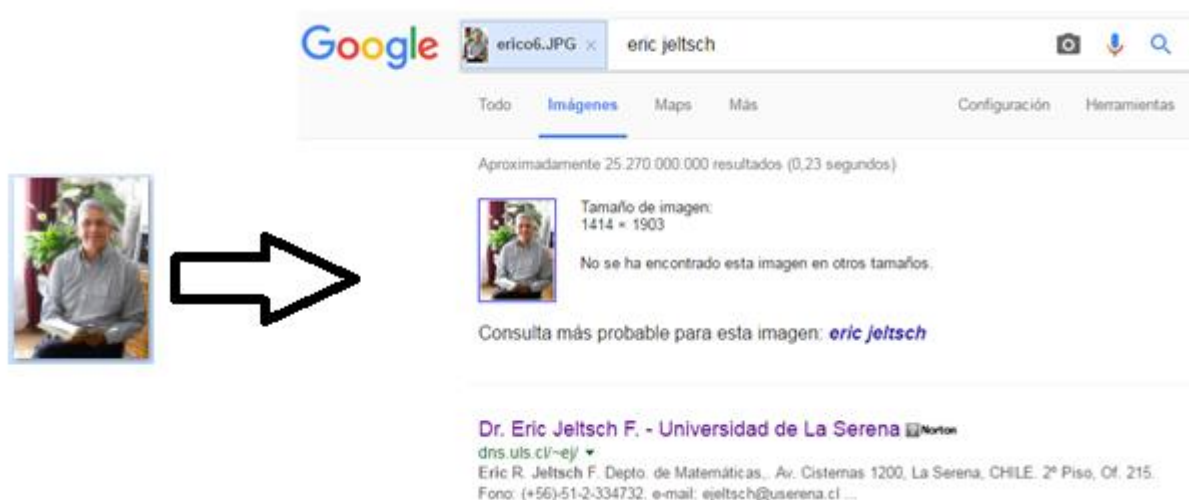 Google erico6.JPG × eric jeltsch
Todo Imágenes Maps Más Configuración Herramientas
Aproximadamente 25.270.000.000 resultados (0,23 segundos)
Tamaño de imagen:
1414 × 1903
No se ha encontrado esta imagen en otros tamaños.
Consulta más probable para esta imagen: eric jeltsch
Dr. Eric Jeltsch F. - Universidad de La Serena Norton
dns.uls.cl/~ej/
Eric R. Jeltsch F. Depto. de Matemáticas,. Av. Cisternas 1200, La Serena, CHILE. 2º Piso, Of. 215.
Fono: (+56)-51-2-334732, e-mail: ejeltsch@userena.cl ...